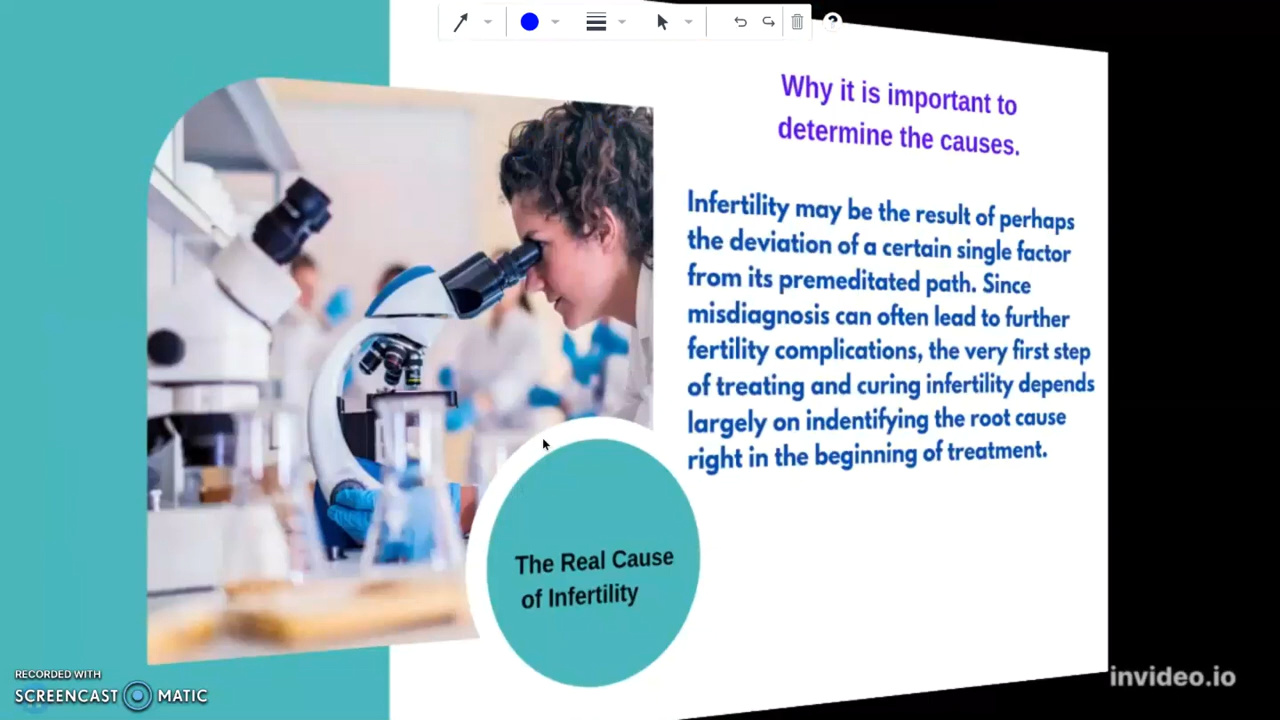 ?
Why it is important to
determine the causes.
Infertility may be the result of perhaps
the deviation of a certain single factor
from its premeditated path. Since
misdiagnosis can often lead to further
fertility complications, the very first step
of treating and curing infertility depends
largely on indentifying the root cause
right in the beginning of treatment.
The Real Cause
of Infertility
RECORDED WITH
SCREENCAST MATIC
invideo.io